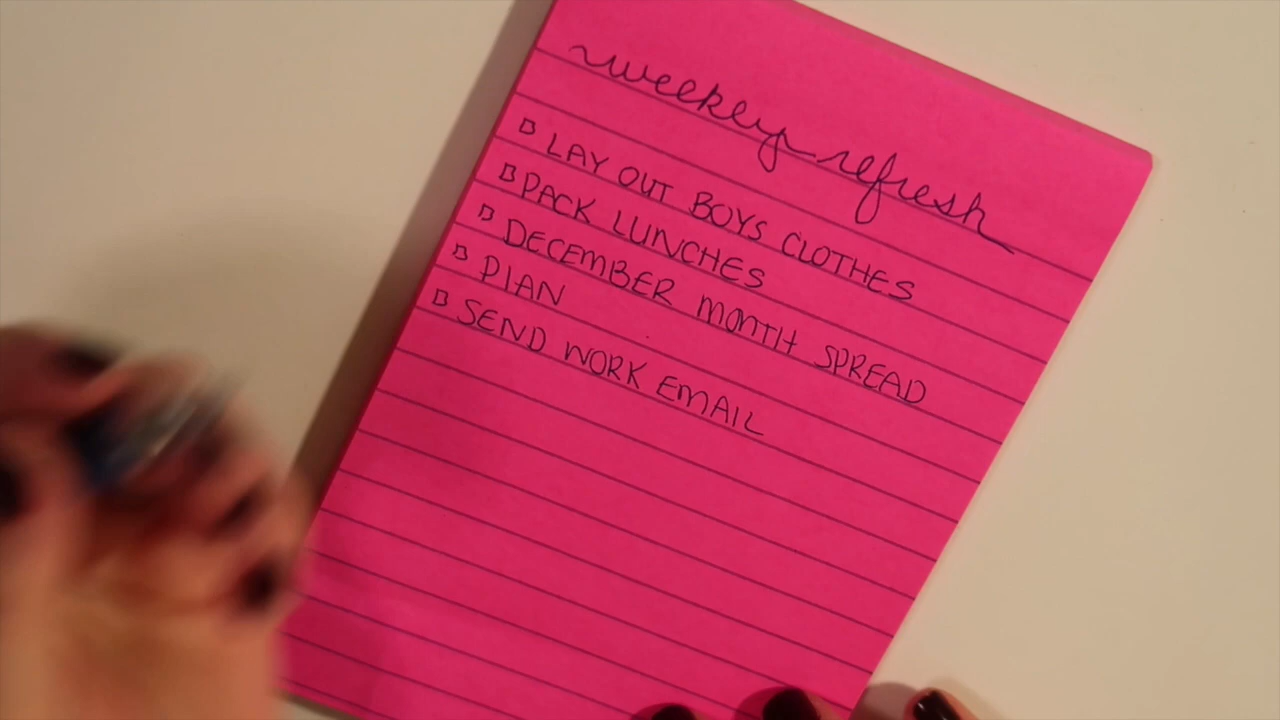 weekly refresh
LAY OUT BOYS CLOTHES
PACK LUNCHES
DECEMBER MONTH SPREAD
PLAN
SEND WORK EMAIL